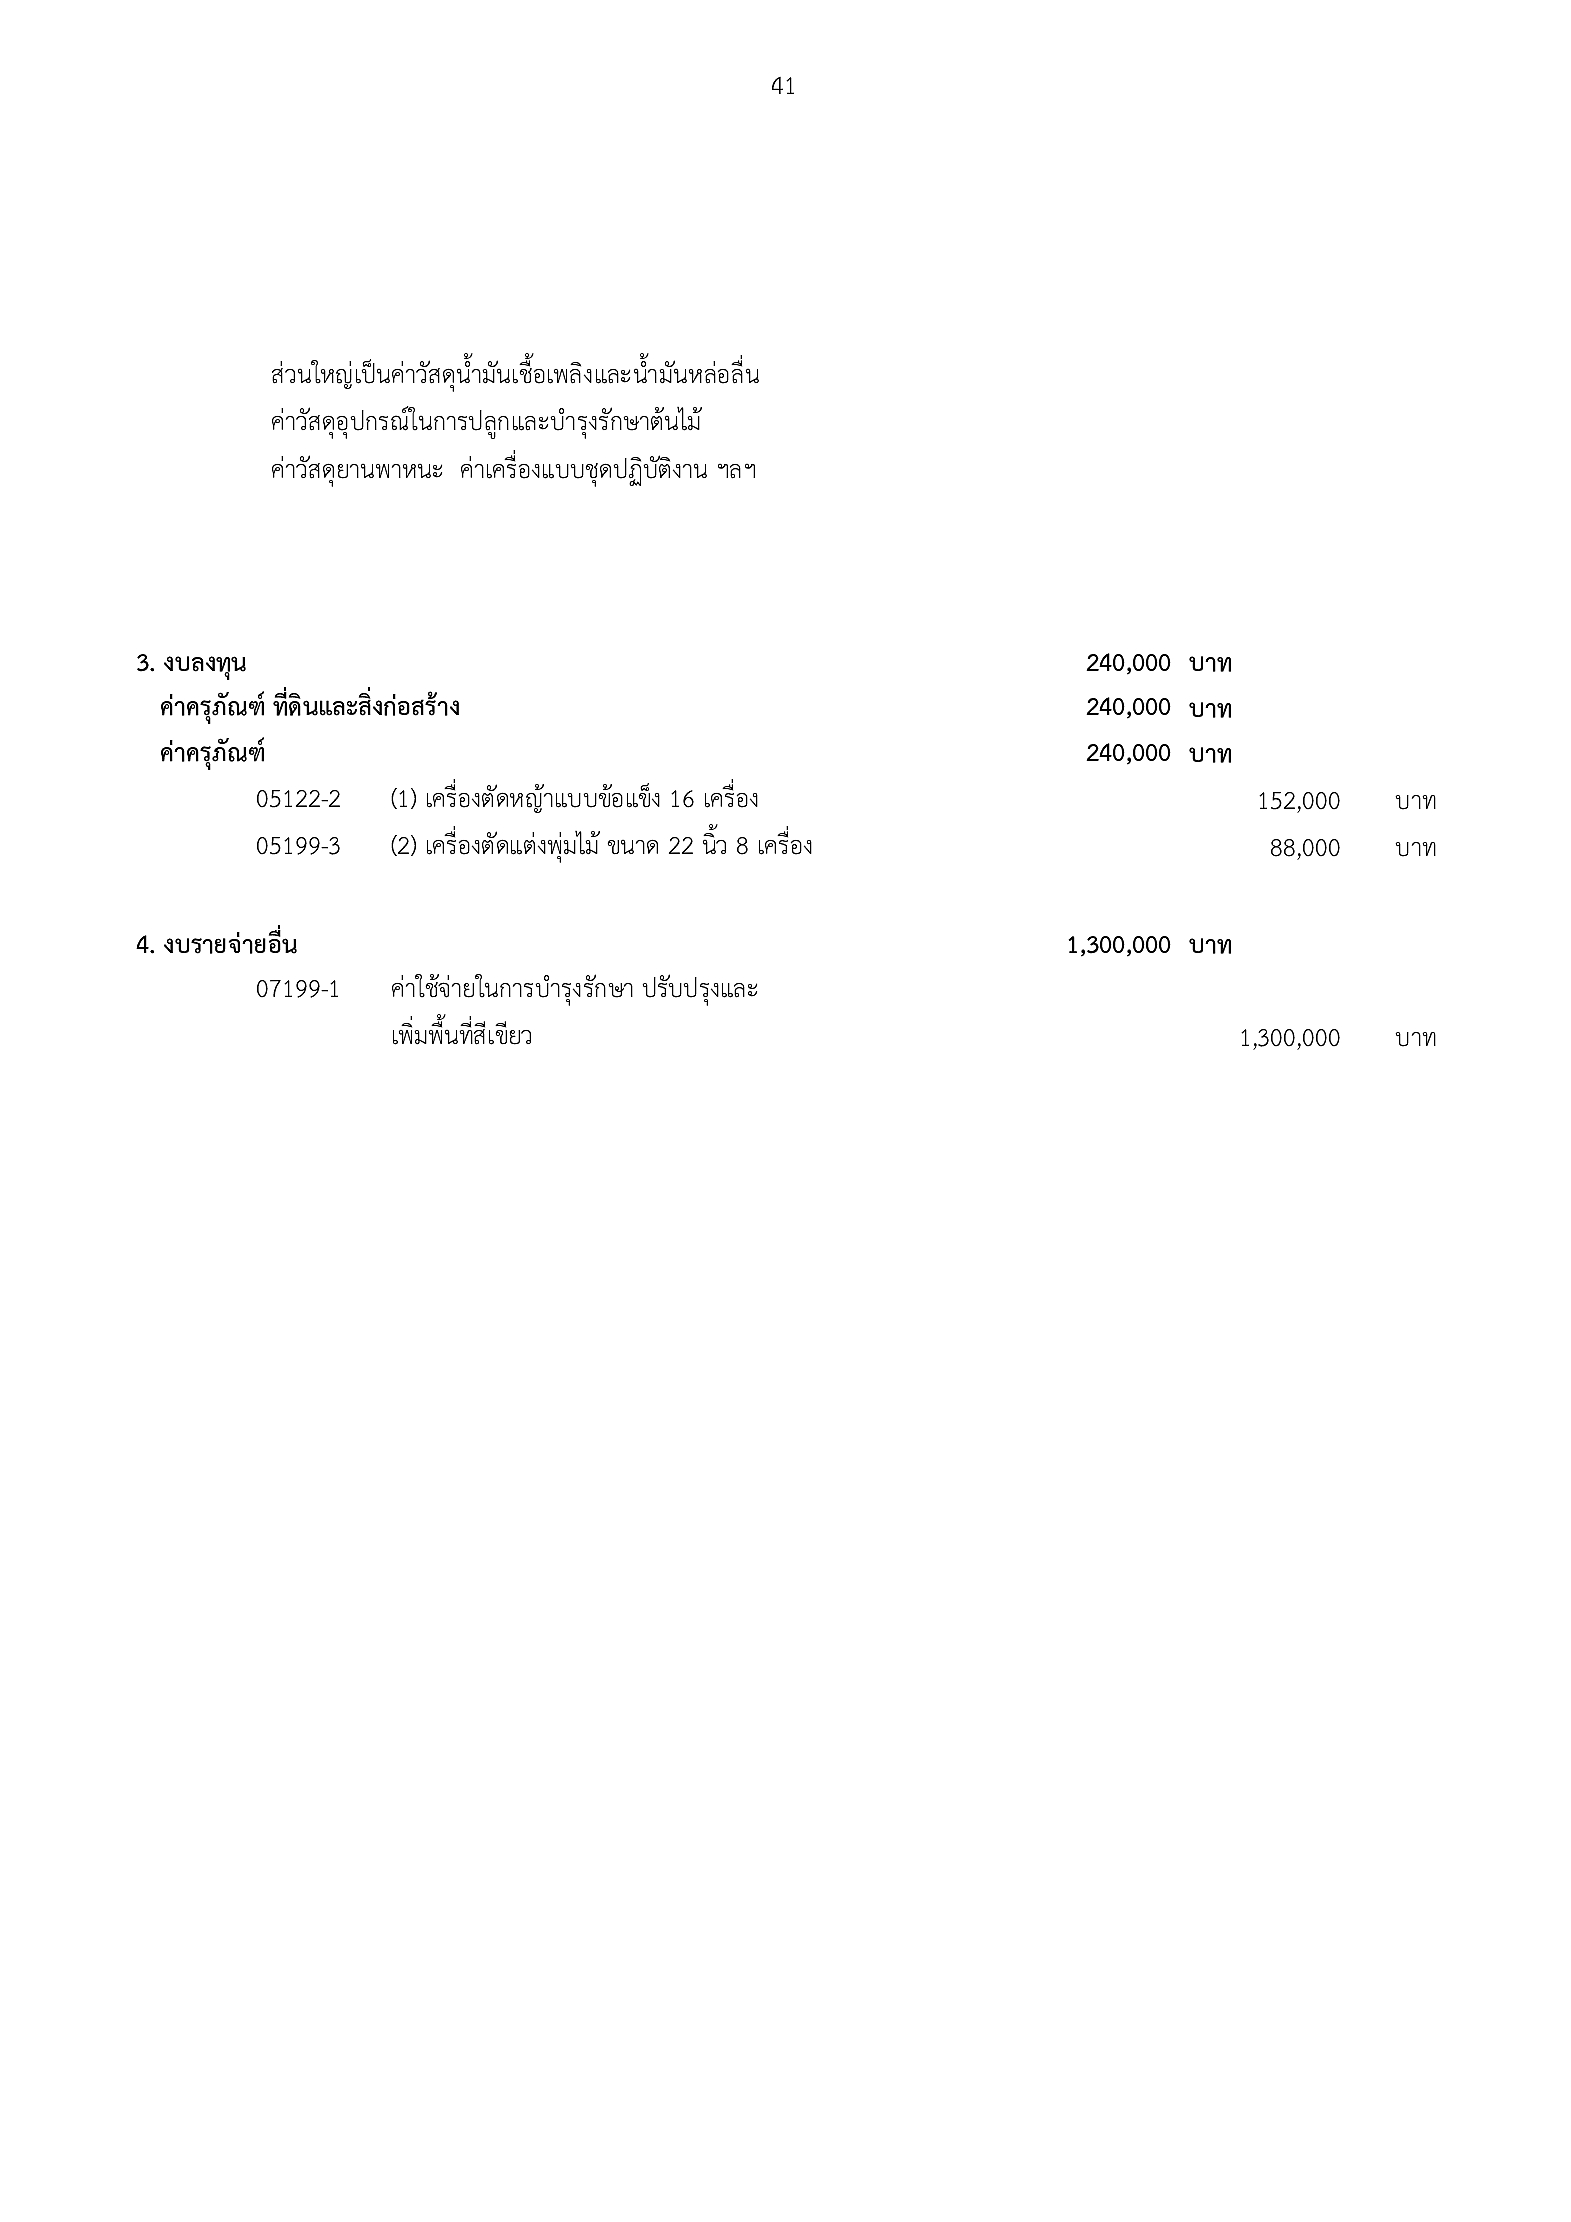 41
ส่วนใหญ่เป็นค่าวัสดุน้ำมันเชื้อเพลิงและน้ำมันหล่อลื่น
ค่าวัสดุอุปกรณ์ในการปลูกและบำรุงรักษาต้นไม้
ค่าวัสดุยานพาหนะ ค่าเครื่องแบบชุดปฏิบัติงาน ฯลฯ
3. งบลงทุน 240,000 บาท
ค่าครุภัณฑ์ ที่ดินและสิ่งก่อสร้าง 240,000 บาท
ค่าครุภัณฑ์ 240,000 บาท
05122-2 (1) เครื่องตัดหญ้าแบบข้อแข็ง 16 เครื่อง 152,000 บาท
05199-3 (2) เครื่องตัดแต่งพุ่มไม้ ขนาด 22 นิ้ว 8 เครื่อง 88,000 บาท
4. งบรายจ่ายอื่น 1,300,000 บาท
07199-1 ค่าใช้จ่ายในการบำรุงรักษา ปรับปรุงและ
เพิ่มพื้นที่สีเขียว 1,300,000 บาท